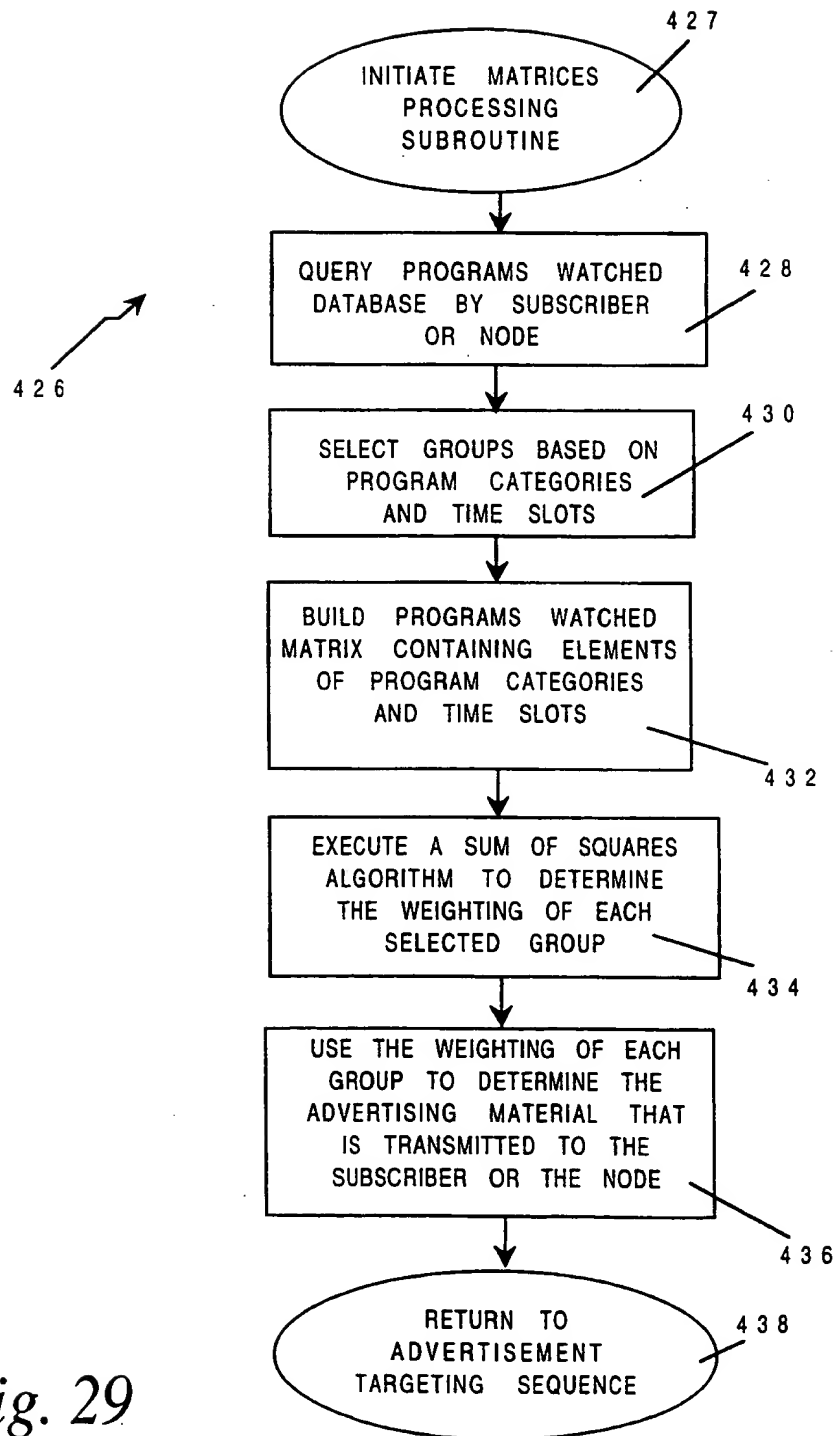 427
INITIATE MATRICES
PROCESSING
SUBROUTINE
428
QUERY PROGRAMS WATCHED
DATABASE BY SUBSCRIBER
OR NODE
426
430
SELECT GROUPS BASED ON
PROGRAM CATEGORIES
AND TIME SLOTS
BUILD PROGRAMS WATCHED
MATRIX CONTAINING ELEMENTS
OF PROGRAM CATEGORIES
AND TIME SLOTS
432
EXECUTE A SUM OF SQUARES
ALGORITHM TO DETERMINE
THE WEIGHTING OF EACH
SELECTED GROUP
434
USE THE WEIGHTING OF EACH
GROUP TO DETERMINE THE
ADVERTISING MATERIAL THAT
IS TRANSMITTED TO THE
SUBSCRIBER OR THE NODE
436
RETURN TO
ADVERTISEMENT
TARGETING SEQUENCE
438
ig. 29